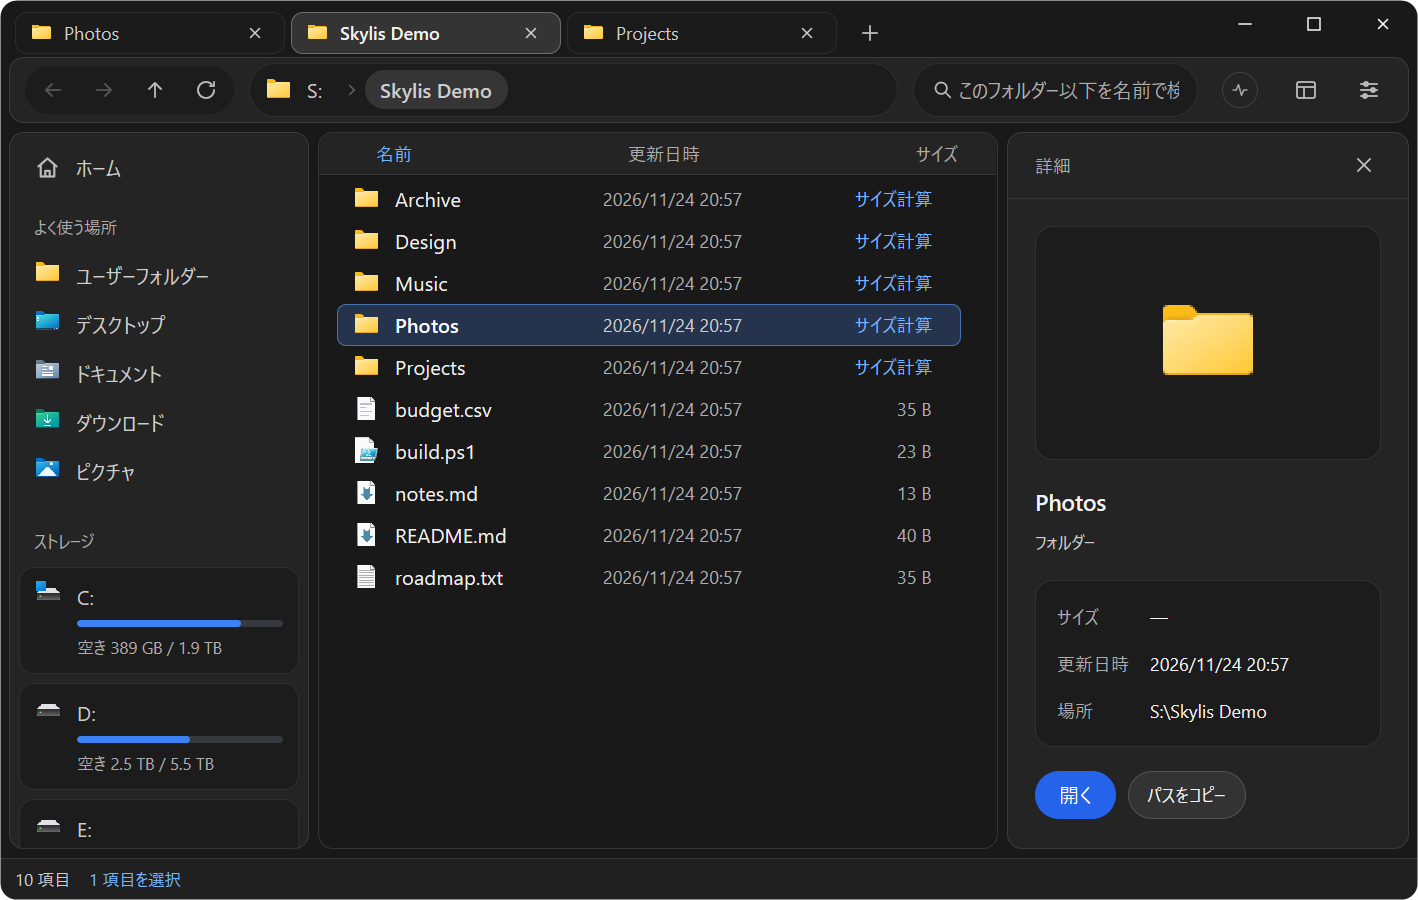 Photos
Skylis Demo
Projects
S:
Skylis Demo
このフォルダー以下を名前で検
ホーム
よく使う場所
ユーザーフォルダー
デスクトップ
ドキュメント
ダウンロード
ピクチャ
ストレージ
C:
空き 389 GB / 1.9 TB
D:
空き 2.5 TB / 5.5 TB
E:
名前 更新日時 サイズ
Archive 2026/11/24 20:57 サイズ計算
Design 2026/11/24 20:57 サイズ計算
Music 2026/11/24 20:57 サイズ計算
Photos 2026/11/24 20:57 サイズ計算
Projects 2026/11/24 20:57 サイズ計算
budget.csv 2026/11/24 20:57 35 B
build.ps1 2026/11/24 20:57 23 B
notes.md 2026/11/24 20:57 13 B
README.md 2026/11/24 20:57 40 B
roadmap.txt 2026/11/24 20:57 35 B
詳細
Photos
フォルダー
サイズ —
更新日時 2026/11/24 20:57
場所 S:\Skylis Demo
開く
パスをコピー
10 項目 1 項目を選択